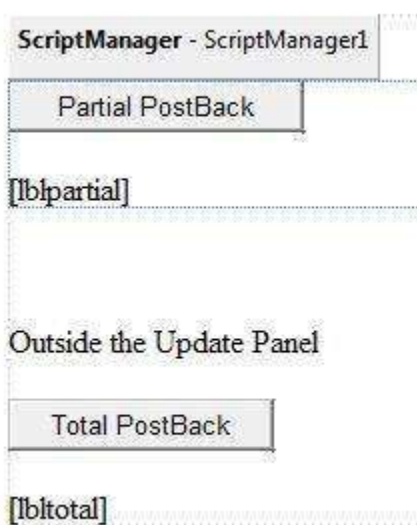 ScriptManager - ScriptManager1
Partial PostBack
[lblpartial]
Outside the Update Panel
Total PostBack
[lbltotal]